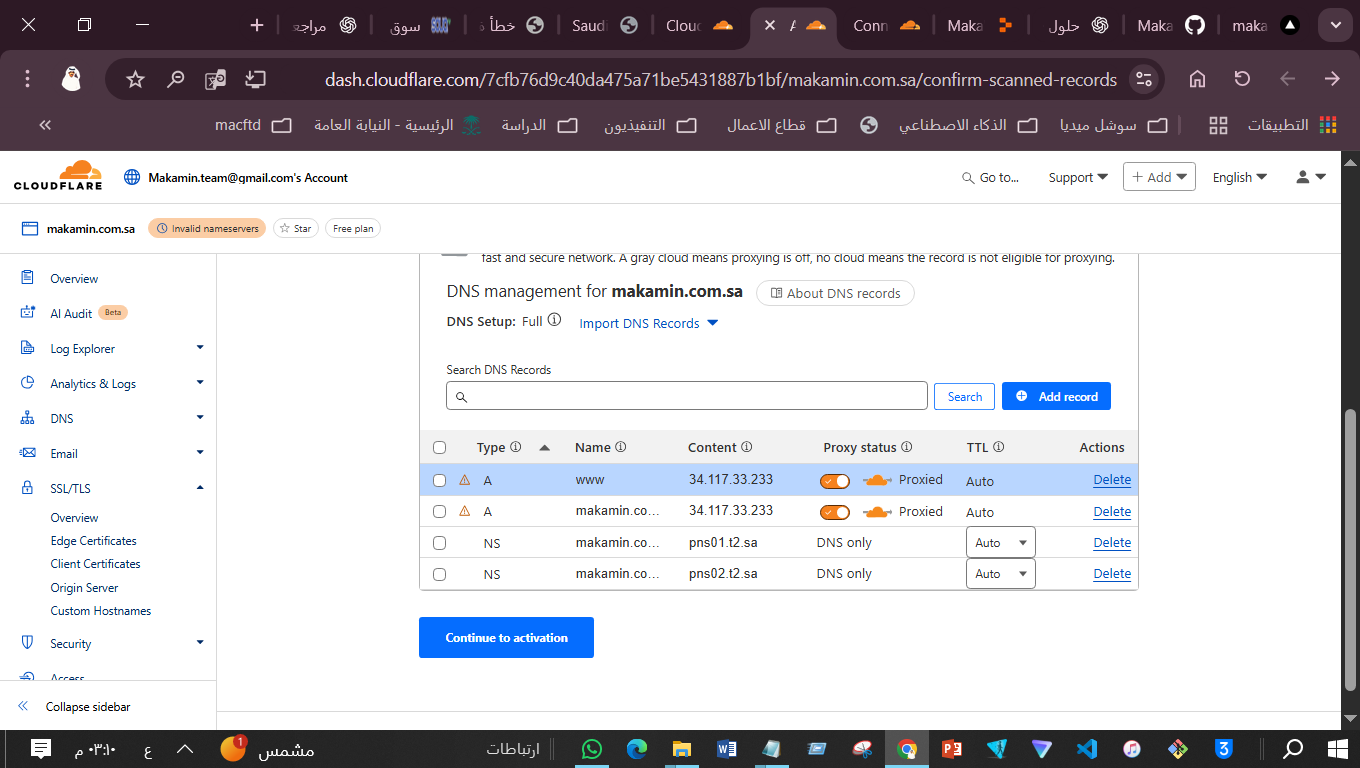 مراجع
سوق
خطأ
Saudi
Clou
Conn
Maka
حلول
Maka
maka
dash.cloudflare.com/7cfb76d9c40da475a71be5431887b1bf/makamin.com.sa/confirm-scanned-records
التطبيقات
سوشل ميديا
الذكاء الاصطناعي
قطاع الاعمال
التنفيذيون
الدراسة
الرئيسية - النيابة العامة
macftd
CLOUDFLARE
Makamin.team@gmail.com's Account
Go to...
Support
+ Add
English
makamin.com.sa
Invalid nameservers
Star
Free plan
Overview
AI Audit
Beta
Log Explorer
Analytics & Logs
DNS
Email
SSL/TLS
Overview
Edge Certificates
Client Certificates
Origin Server
Custom Hostnames
Security
Access
Collapse sidebar
fast and secure network. A gray cloud means proxying is off, no cloud means the record is not eligible for proxying.
DNS management for makamin.com.sa
About DNS records
DNS Setup: Full
Import DNS Records
Search DNS Records
Search
Add record
Type Name Content Proxy status TTL Actions
A www 34.117.33.233 Proxied Auto Delete
A makamin.co... 34.117.33.233 Proxied Auto Delete
NS makamin.co... pns01.t2.sa DNS only Auto Delete
NS makamin.co... pns02.t2.sa DNS only Auto Delete
Continue to activation
ارتباطات
مشمس
1
ع
٠٣:١٠ م